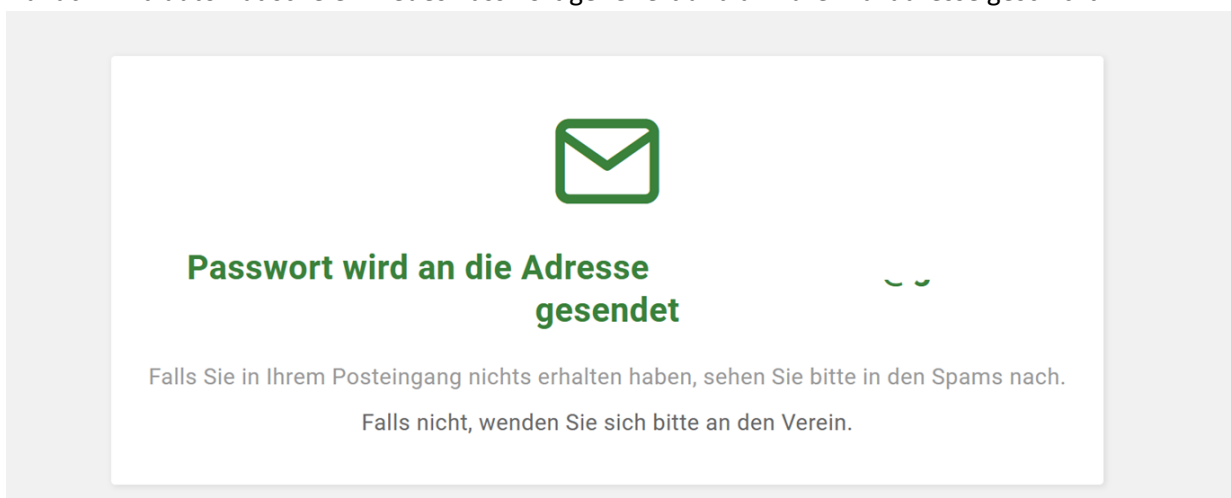 Passwort wird an die Adresse
gesendet
Falls Sie in Ihrem Posteingang nichts erhalten haben, sehen Sie bitte in den Spams nach.
Falls nicht, wenden Sie sich bitte an den Verein.